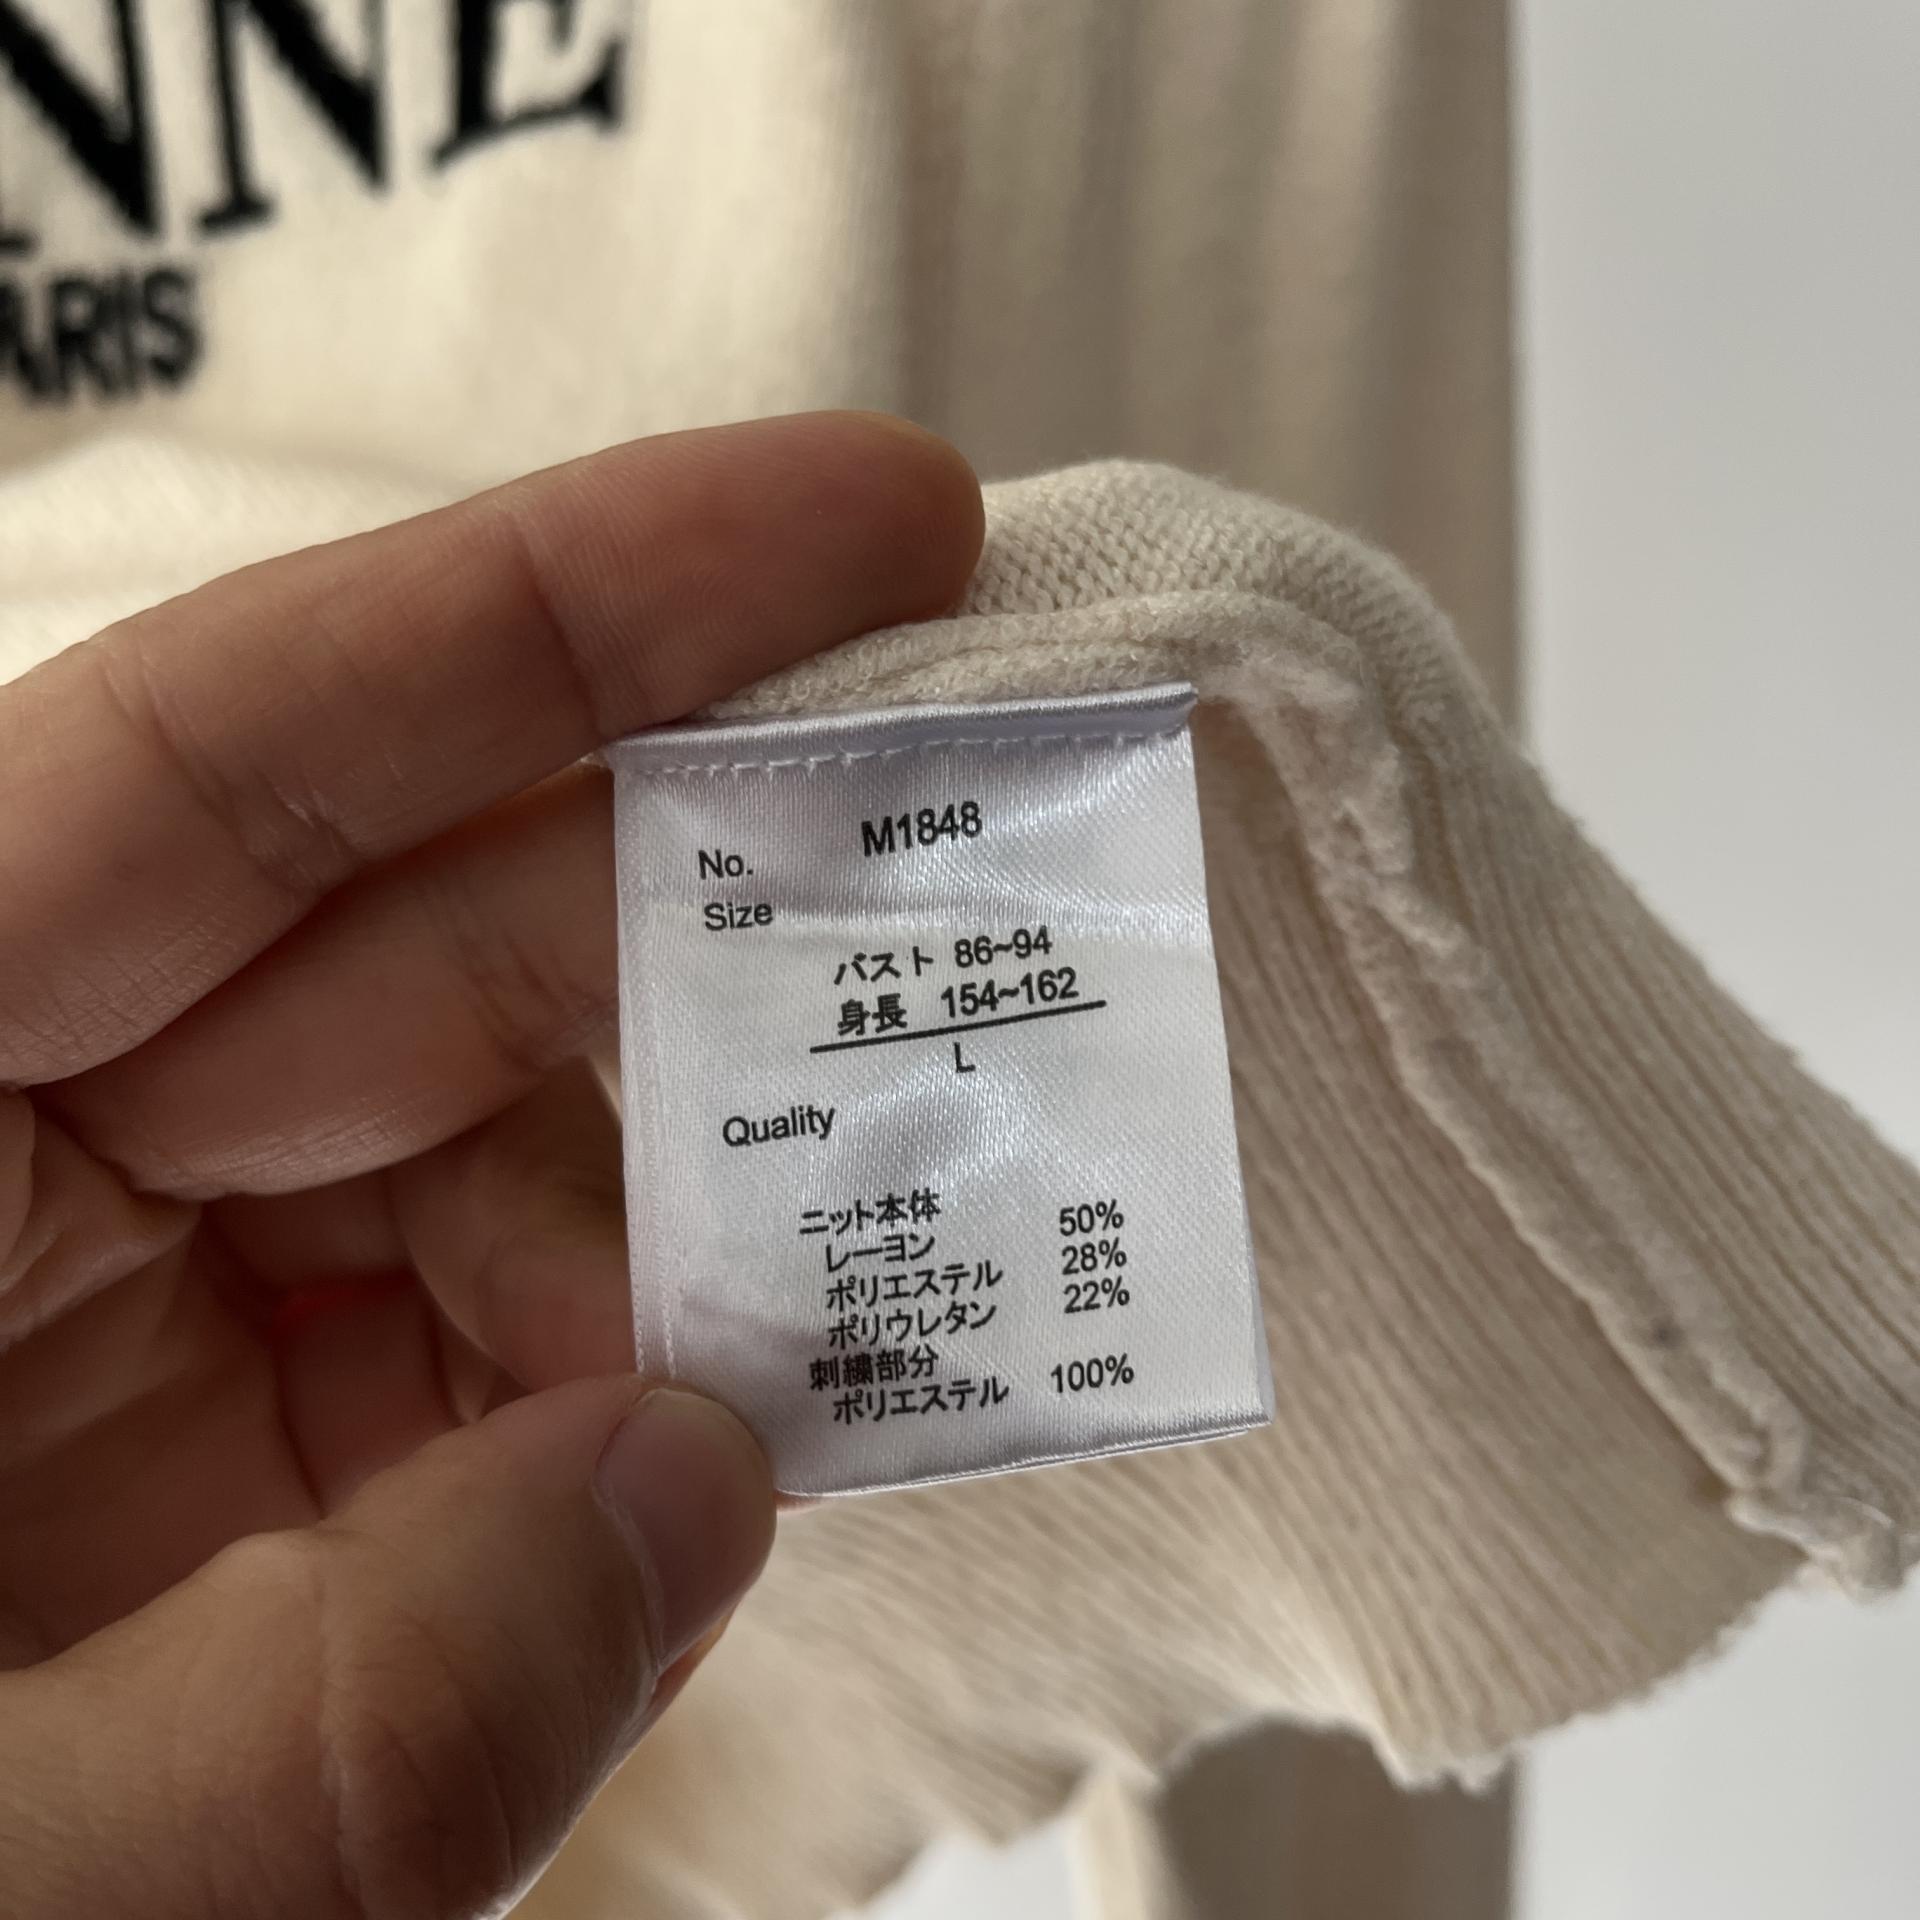 NNE
PARIS
No. M1848
Size
バスト 86~94
身長 154~162
L
Quality
ニット本体
レーヨン 50%
ポリエステル 28%
ポリウレタン 22%
刺繍部分
ポリエステル 100%